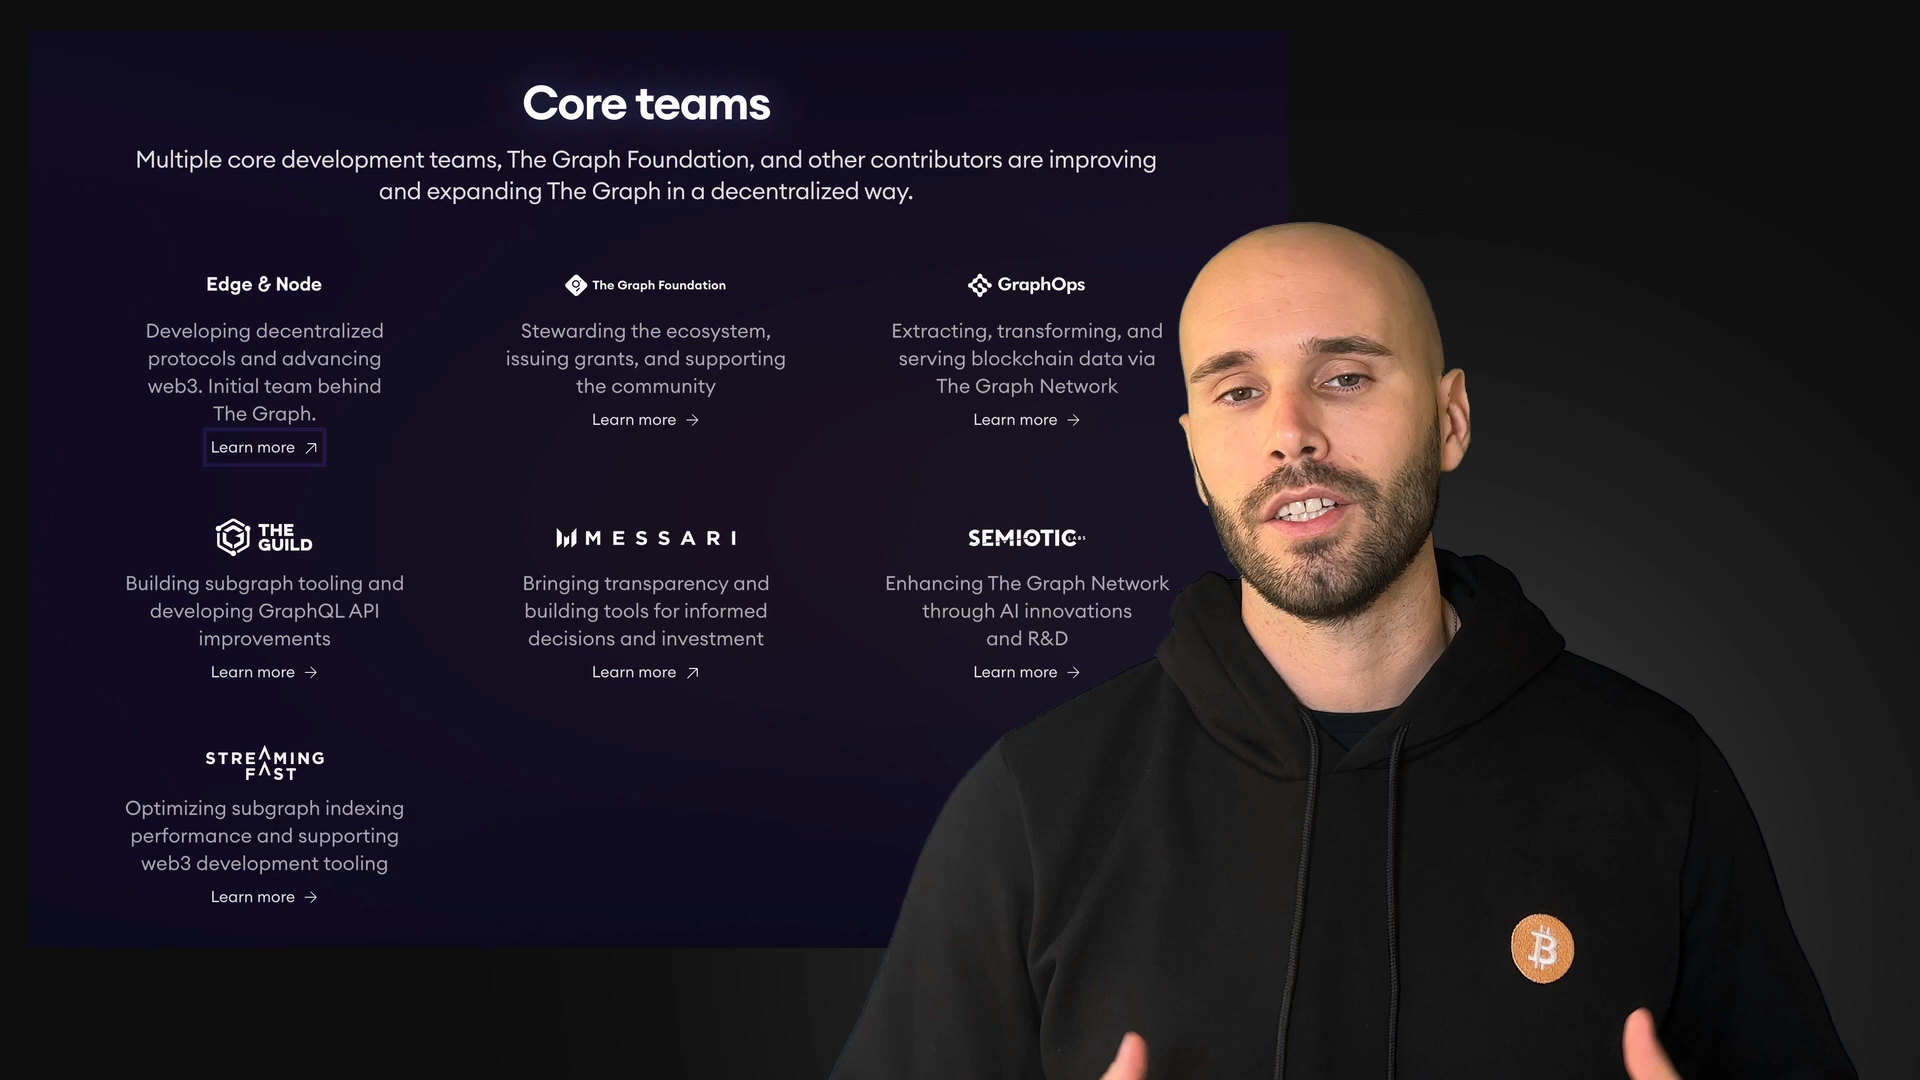 Core teams
Multiple core development teams, The Graph Foundation, and other contributors are improving
and expanding The Graph in a decentralized way.
Edge & Node
Developing decentralized
protocols and advancing
web3. Initial team behind
The Graph.
Learn more
The Graph Foundation
Stewarding the ecosystem,
issuing grants, and supporting
the community
Learn more
GraphOps
Extracting, transforming, and
serving blockchain data via
The Graph Network
Learn more
THE
GUILD
Building subgraph tooling and
developing GraphQL API
improvements
Learn more
MESSARI
Bringing transparency and
building tools for informed
decisions and investment
Learn more
SEMIOTIC LABS
Enhancing The Graph Network
through AI innovations
and R&D
Learn more
STREAMING
FAST
Optimizing subgraph indexing
performance and supporting
web3 development tooling
Learn more